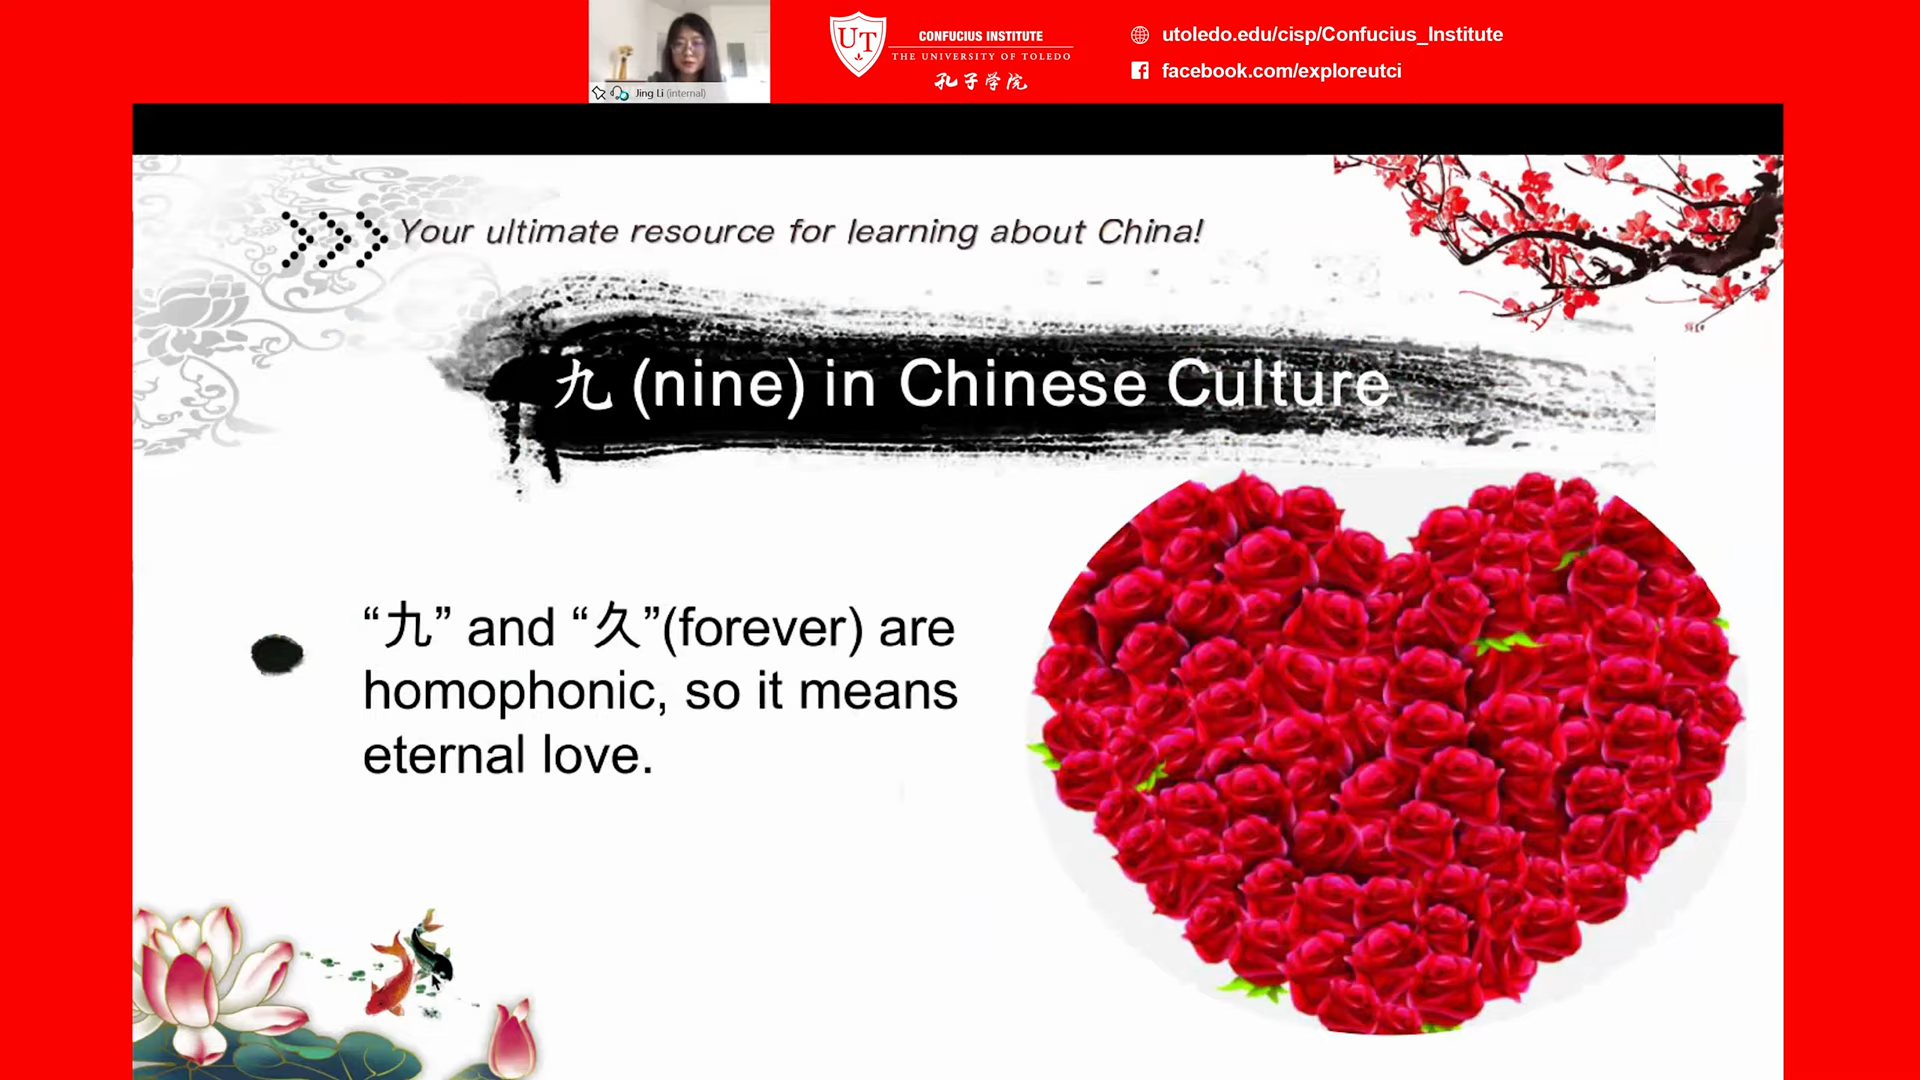 Jing Li (internal)
UT
CONFUCIUS INSTITUTE
THE UNIVERSITY OF TOLEDO
孔子学院
utoledo.edu/cisp/Confucius_Institute
facebook.com/exploreutci
Your ultimate resource for learning about China!
九 (nine) in Chinese Culture
“九” and “久”(forever) are
homophonic, so it means
eternal love.